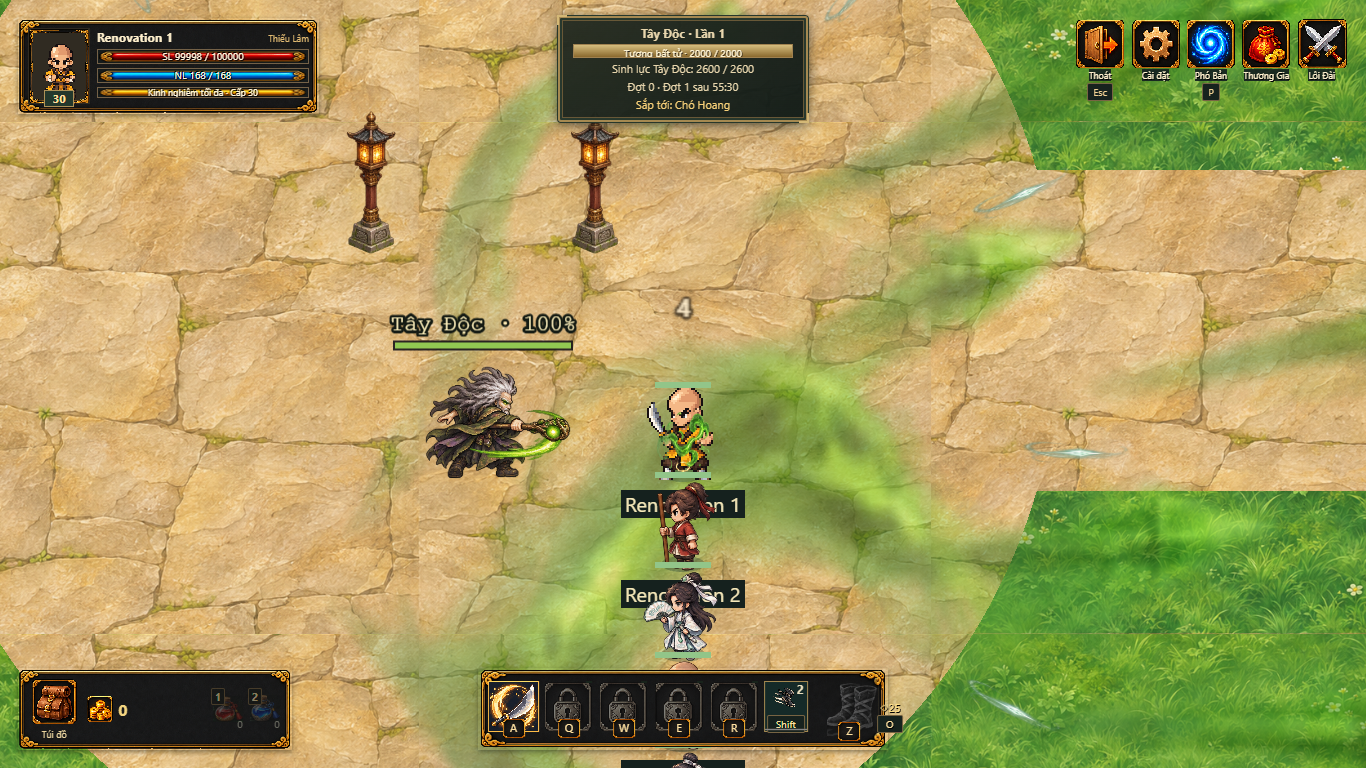 Renovation 1
Thiếu Lâm
SL 99998 / 100000
NL 168 / 168
Kinh nghiệm tối đa · Cấp 30
30
Tây Độc · Lần 1
Tượng bất tử · 2000 / 2000
Sinh lực Tây Độc: 2600 / 2600
Đợt 0 · Đợt 1 sau 55:30
Sắp tới: Chó Hoang
Thoát
Cài đặt
Phó Bản
Thương Gia
Lôi Đài
Esc
P
4
Tây Độc · 100%
1
2
Túi đồ
0
1
0
2
0
A
Q
W
E
R
2
Shift
Z
O